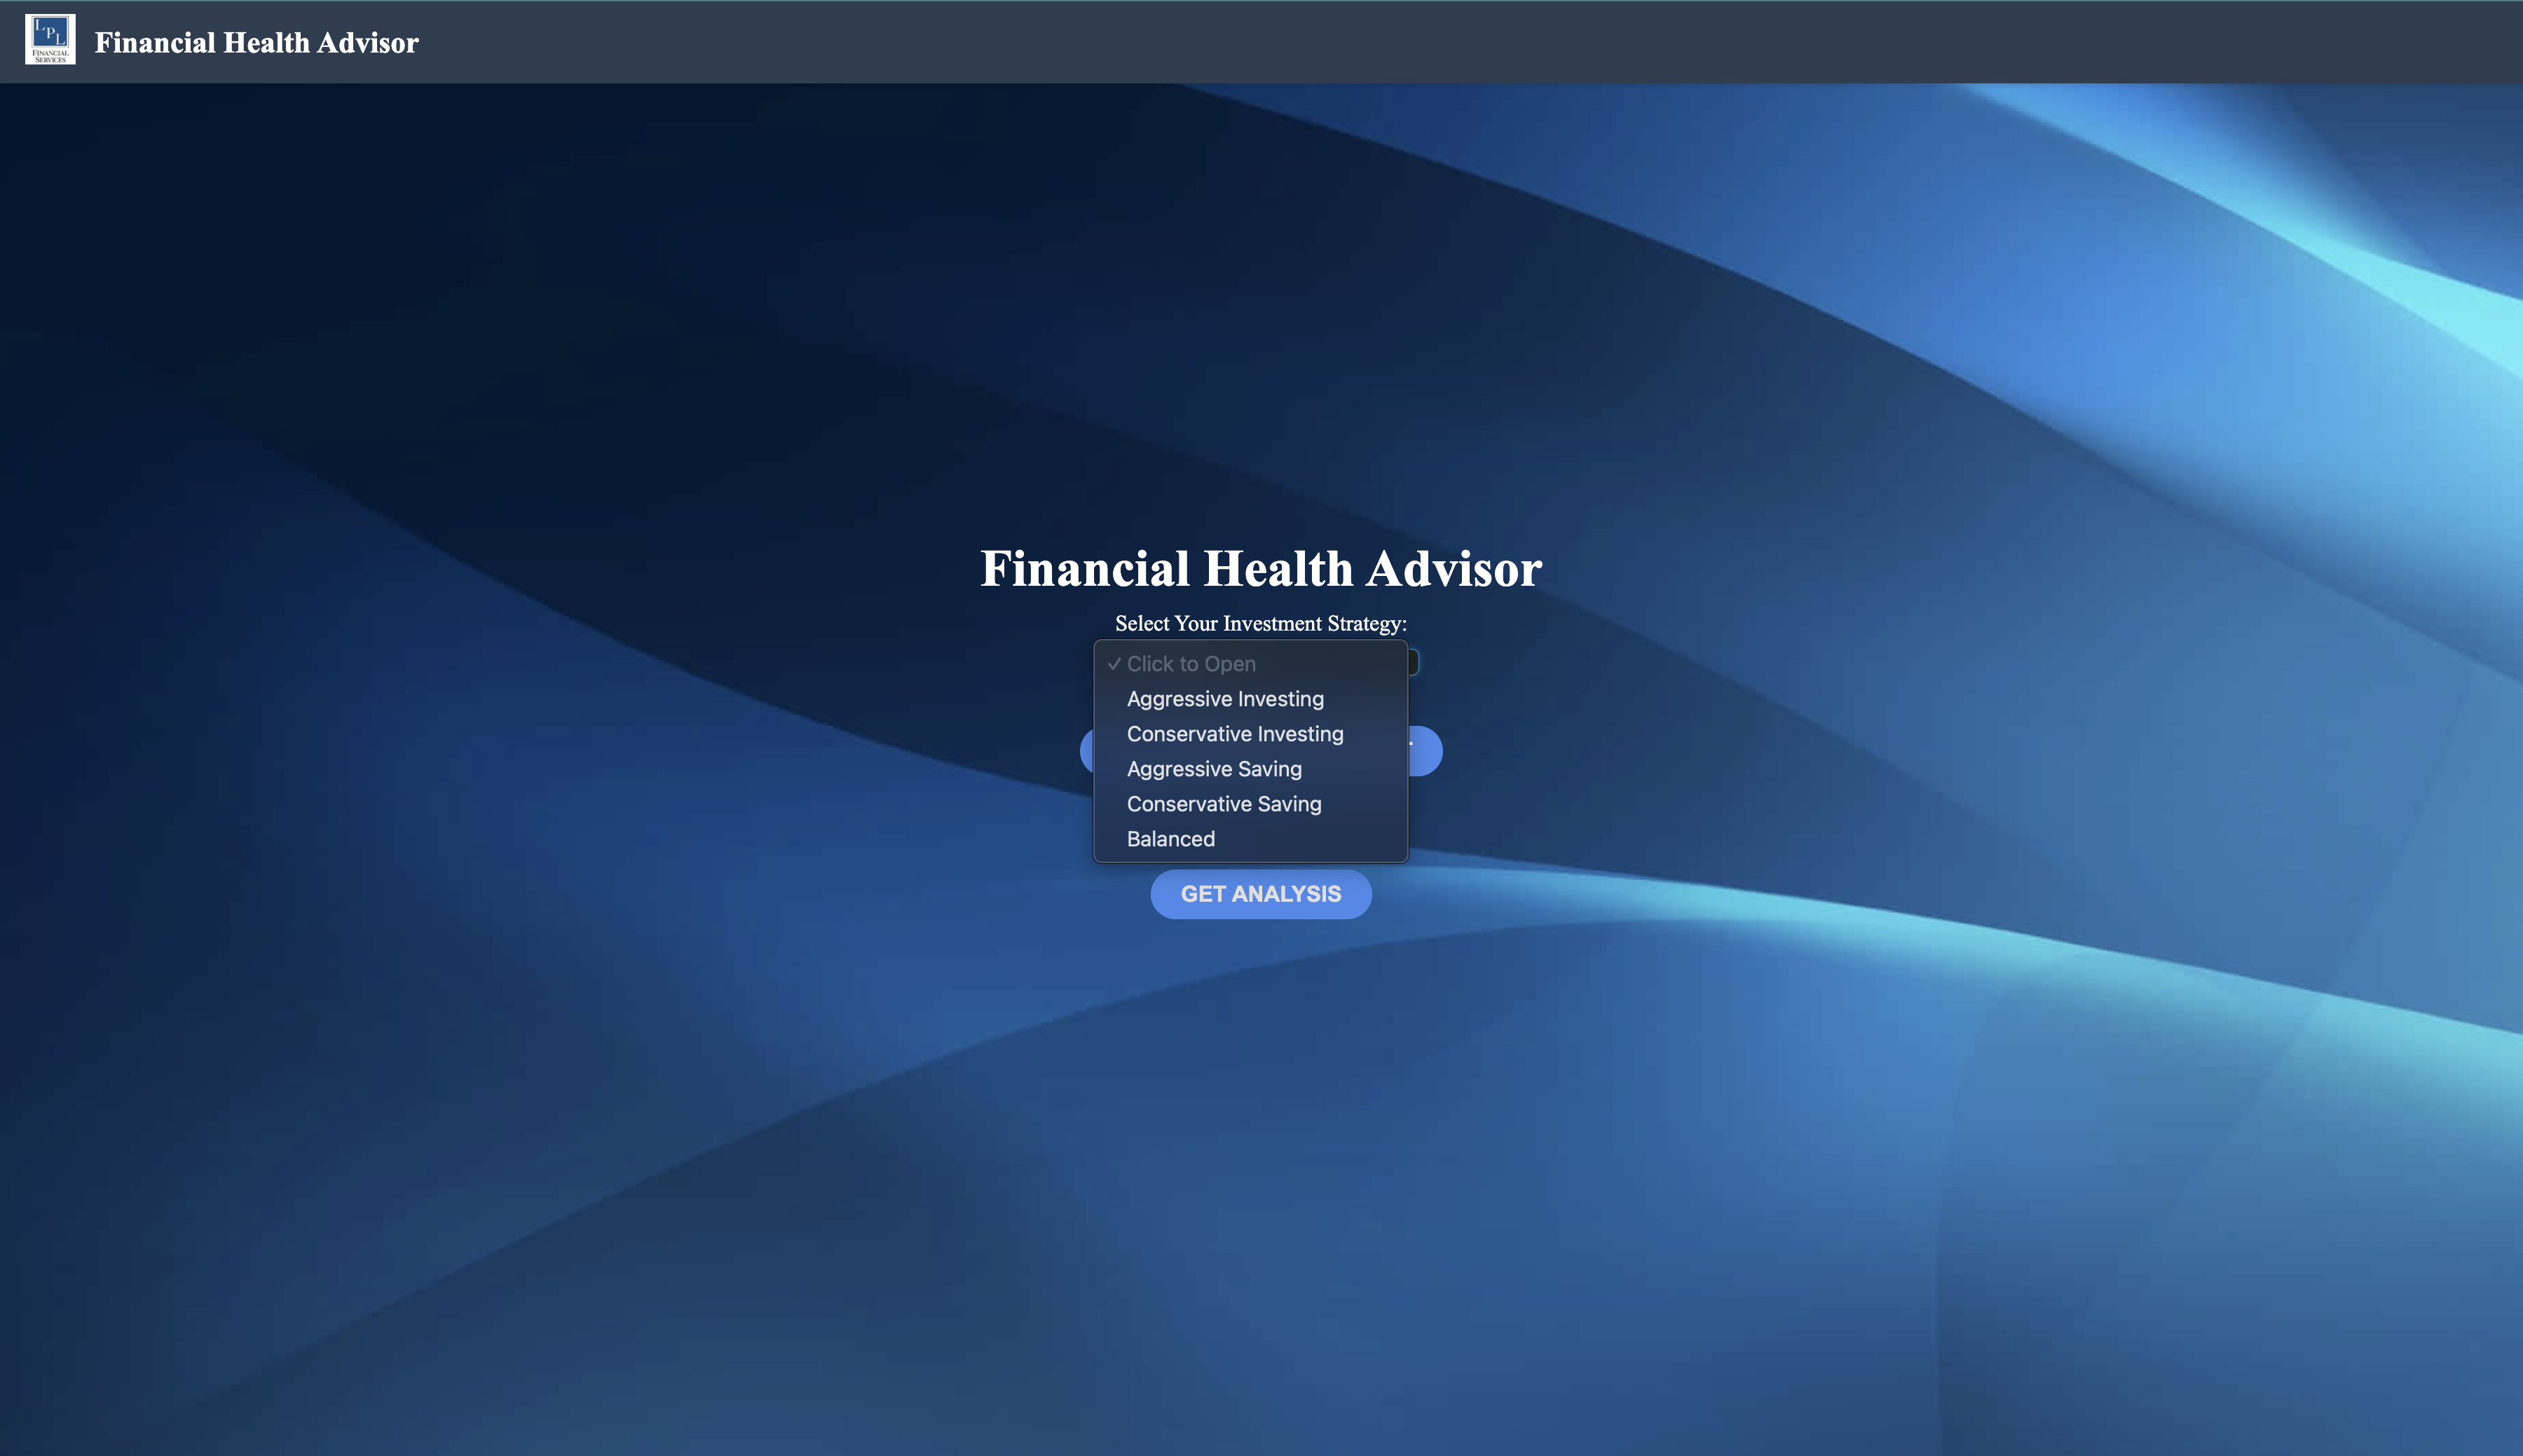 LPL
FINANCIAL
SERVICES
Financial Health Advisor
Financial Health Advisor
Select Your Investment Strategy:
✓ Click to Open
Aggressive Investing
Conservative Investing
Aggressive Saving
Conservative Saving
Balanced
GET ANALYSIS